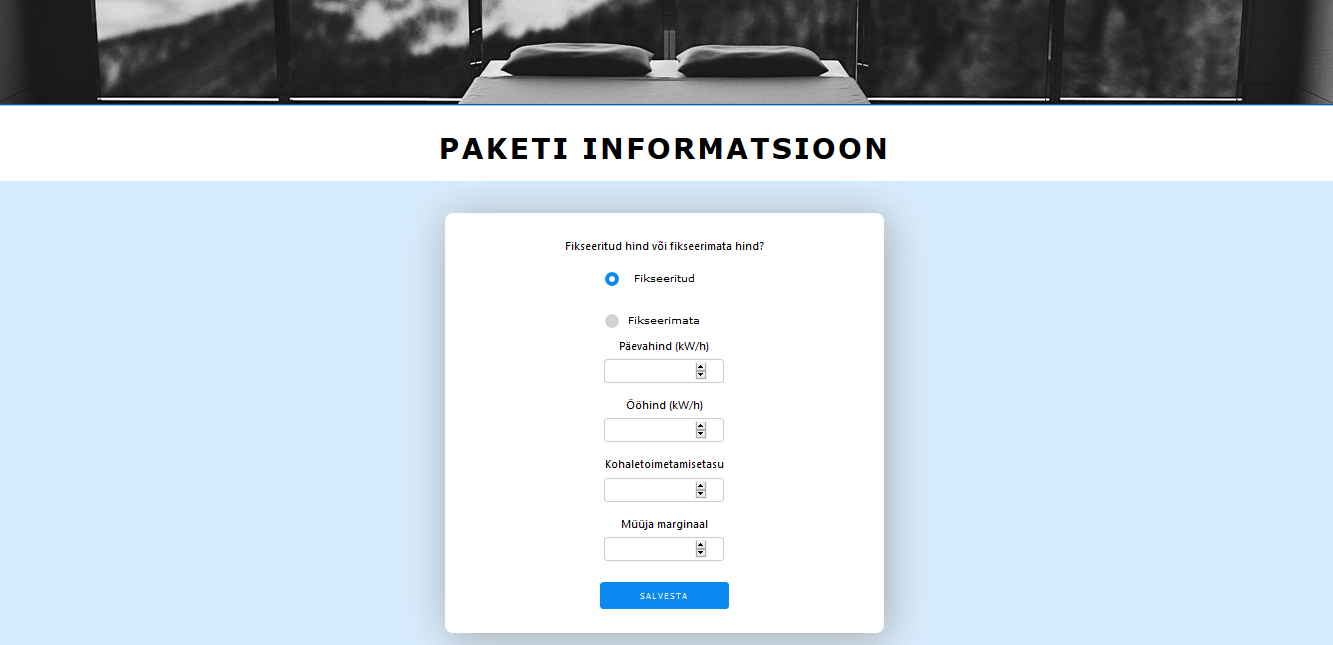 PAKETI INFORMATSIOON
Fikseeritud hind või fikseerimata hind?
Fikseeritud
Fikseerimata
Päevahind (kW/h)
Ööhind (kW/h)
Kohaletoimetamisetasu
Müüja marginaal
SALVESTA